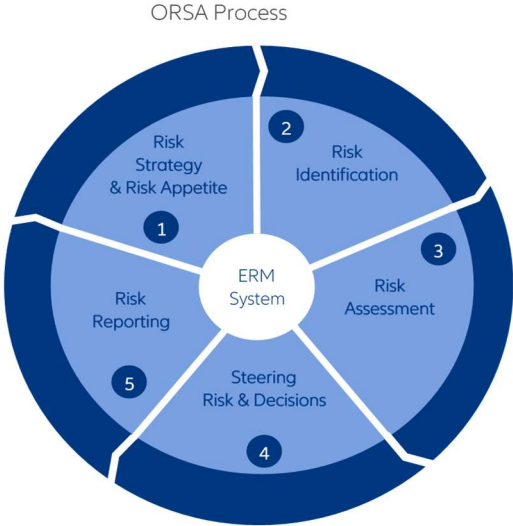 ORSA Process
Risk
Strategy
& Risk Appetite
1
2
Risk
Identification
3
Risk
Assessment
Steering
Risk & Decisions
4
Risk
Reporting
5
ERM
System